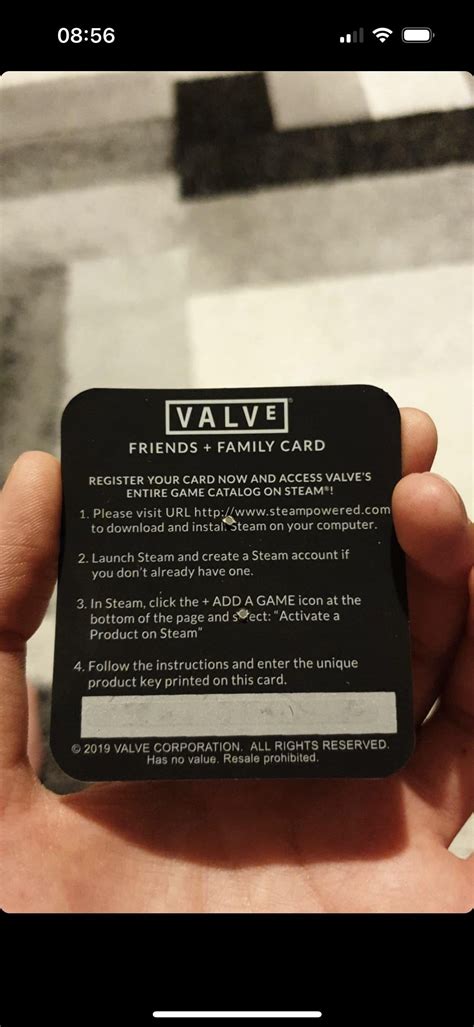 08:56
VALVE®
FRIENDS + FAMILY CARD
REGISTER YOUR CARD NOW AND ACCESS VALVE'S
ENTIRE GAME CATALOG ON STEAM®!
1. Please visit URL http://www.steampowered.com
to download and install Steam on your computer.
2. Launch Steam and create a Steam account if
you don't already have one.
3. In Steam, click the + ADD A GAME icon at the
bottom of the page and select: "Activate a
Product on Steam"
4. Follow the instructions and enter the unique
product key printed on this card.
© 2019 VALVE CORPORATION. ALL RIGHTS RESERVED.
Has no value. Resale prohibited.